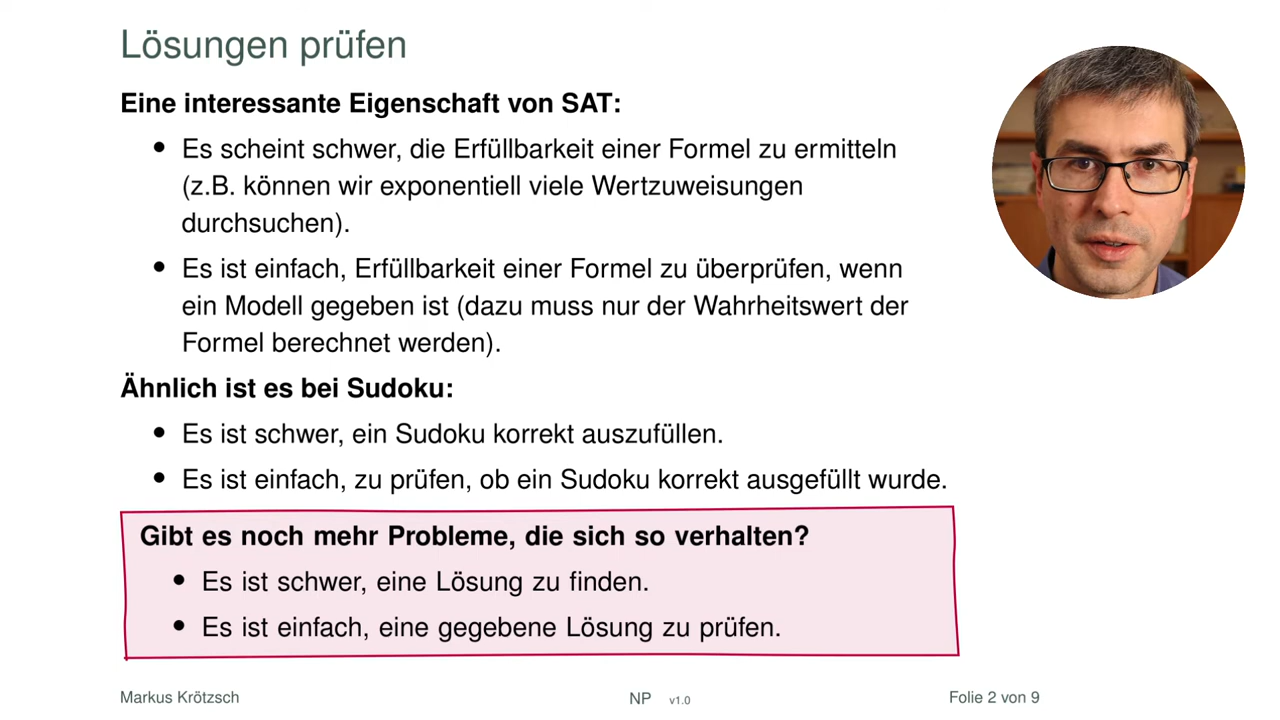 Lösungen prüfen
Eine interessante Eigenschaft von SAT:
• Es scheint schwer, die Erfüllbarkeit einer Formel zu ermitteln
(z.B. können wir exponentiell viele Wertzuweisungen
durchsuchen).
• Es ist einfach, Erfüllbarkeit einer Formel zu überprüfen, wenn
ein Modell gegeben ist (dazu muss nur der Wahrheitswert der
Formel berechnet werden).
Ähnlich ist es bei Sudoku:
• Es ist schwer, ein Sudoku korrekt auszufüllen.
• Es ist einfach, zu prüfen, ob ein Sudoku korrekt ausgefüllt wurde.
Gibt es noch mehr Probleme, die sich so verhalten?
• Es ist schwer, eine Lösung zu finden.
• Es ist einfach, eine gegebene Lösung zu prüfen.
Markus Krötzsch NP v1.0 Folie 2 von 9